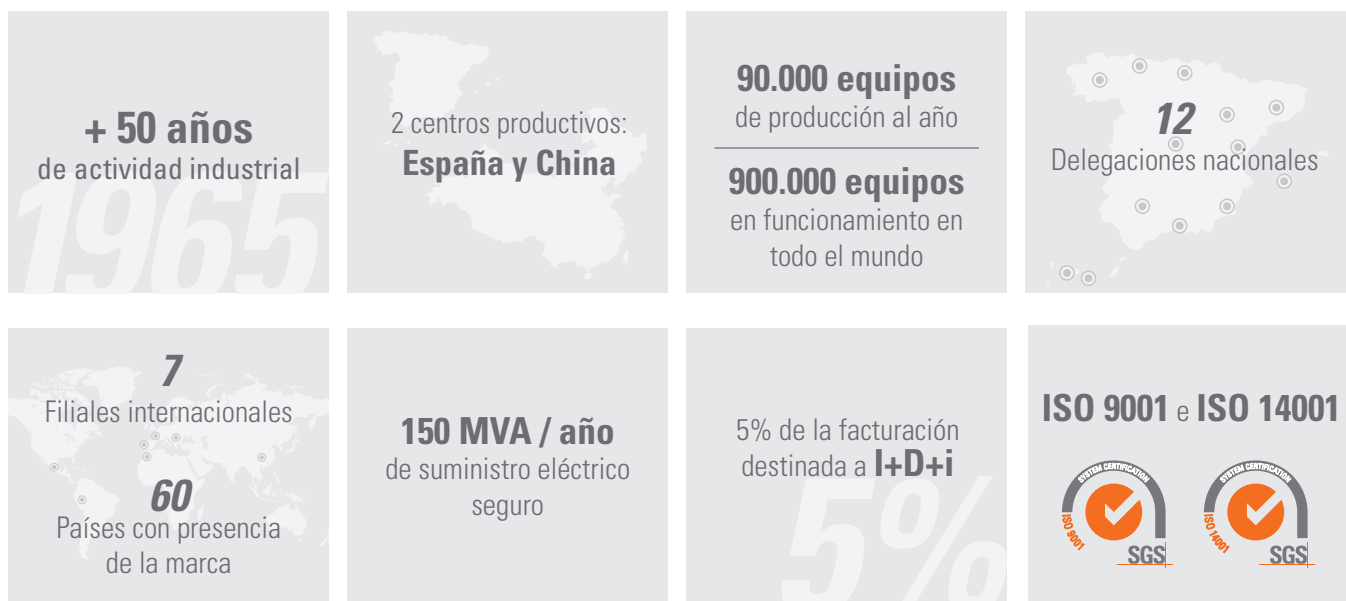 + 50 años
de actividad industrial
1965
2 centros productivos:
España y China
90.000 equipos
de producción al año
900.000 equipos
en funcionamiento en
todo el mundo
12
Delegaciones nacionales
7
Filiales internacionales
60
Países con presencia
de la marca
150 MVA / año
de suministro eléctrico
seguro
5% de la facturación
destinada a I+D+i
5%
ISO 9001 e ISO 14001
SYSTEM CERTIFICATION
ISO 9001
SGS
SYSTEM CERTIFICATION
ISO 14001
SGS